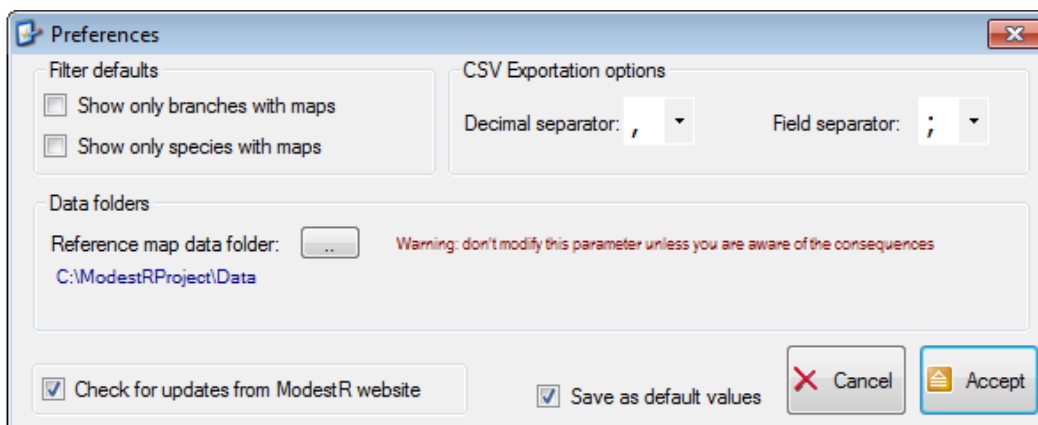 Preferences
Filter defaults
Show only branches with maps
Show only species with maps
CSV Exportation options
Decimal separator: ,
Field separator: ;
Data folders
Reference map data folder: .. Warning: don't modify this parameter unless you are aware of the consequences
C:\ModestRProject\Data
Check for updates from ModestR website
Save as default values
Cancel
Accept